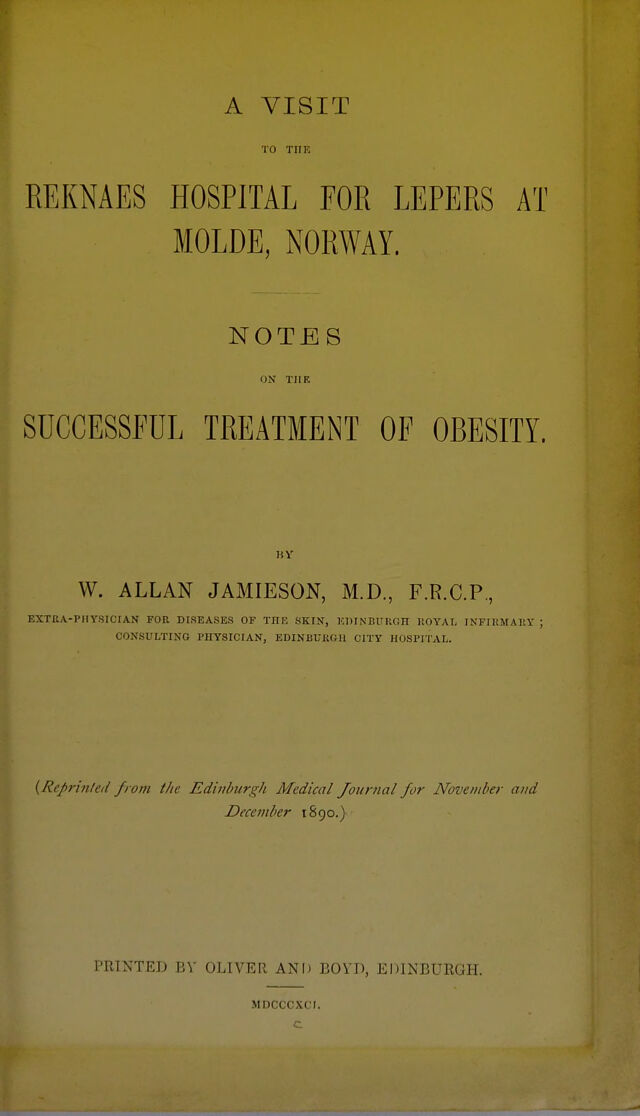 A VISIT
TO THE
REKNAES HOSPITAL FOR LEPERS AT
MOLDE, NORWAY.
NOTES
ON THE
SUCCESSFUL TREATMENT OF OBESITY.
BY
W. ALLAN JAMIESON, M.D., F.R.C.P.,
EXTRA-PHYSICIAN FOR DISEASES OF THE SKIN, EDINBURGH ROYAL INFIRMARY ;
CONSULTING PHYSICIAN, EDINBURGH CITY HOSPITAL.
(Reprinted from the Edinburgh Medical Journal for November and
December 1890.)
PRINTED BY OLIVER AND BOYD, EDINBURGH.
MDCCCXCI.
C